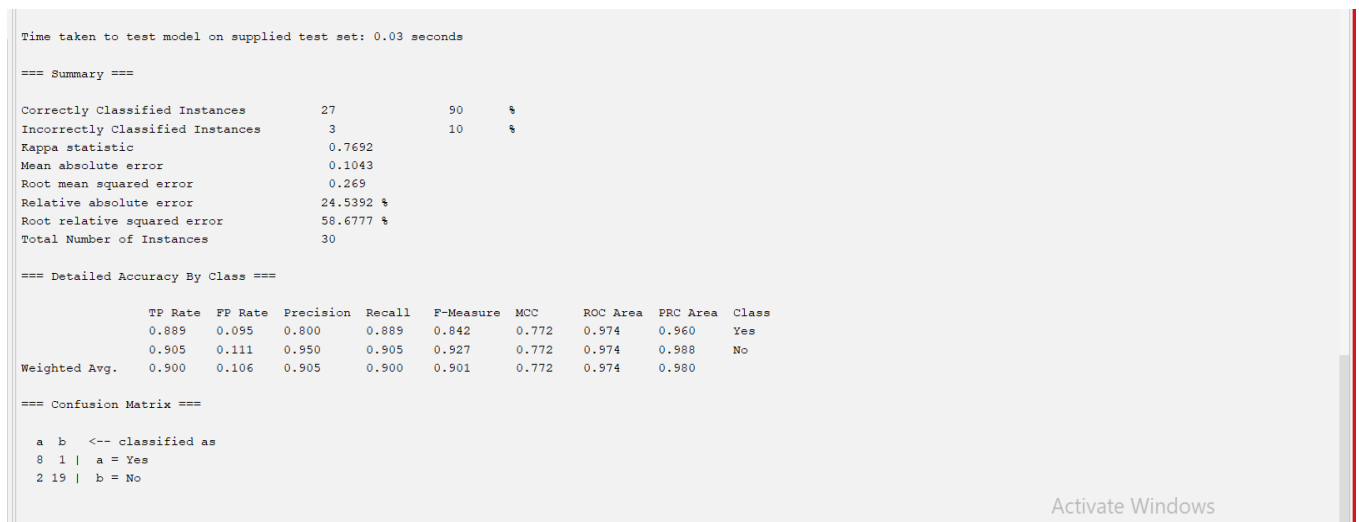 Time taken to test model on supplied test set: 0.03 seconds
=== Summary ===
Correctly Classified Instances 27 90 %
Incorrectly Classified Instances 3 10 %
Kappa statistic 0.7692
Mean absolute error 0.1043
Root mean squared error 0.269
Relative absolute error 24.5392 %
Root relative squared error 58.6777 %
Total Number of Instances 30
=== Detailed Accuracy By Class ===
TP Rate FP Rate Precision Recall F-Measure MCC ROC Area PRC Area Class
0.889 0.095 0.800 0.889 0.842 0.772 0.974 0.960 Yes
0.905 0.111 0.950 0.905 0.927 0.772 0.974 0.988 No
Weighted Avg. 0.900 0.106 0.905 0.900 0.901 0.772 0.974 0.980
=== Confusion Matrix ===
a b <-- classified as
8 1 | a = Yes
2 19 | b = No
Activate Windows